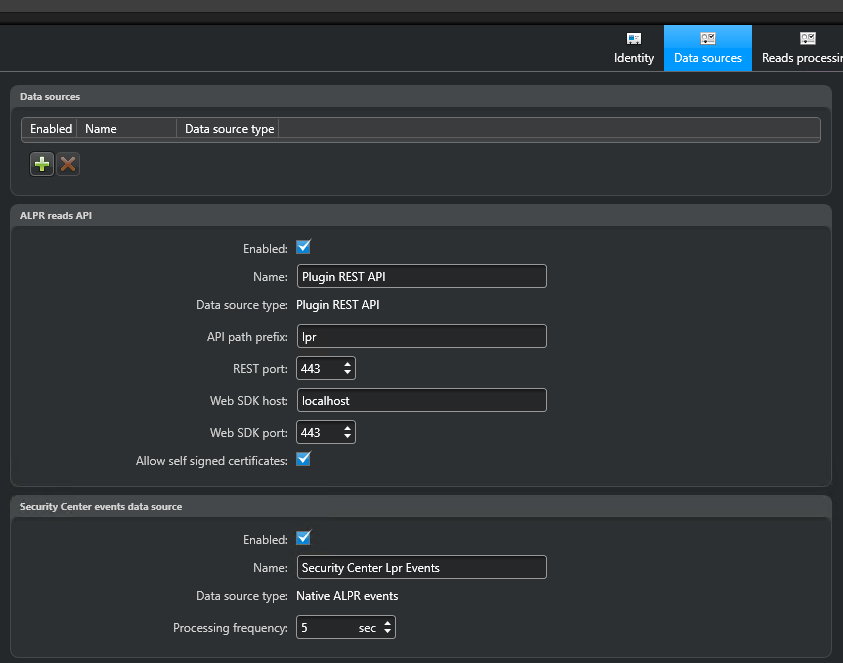 Identity Data sources Reads processin
Data sources
Enabled Name Data source type
ALPR reads API
Enabled:
Name: Plugin REST API
Data source type: Plugin REST API
API path prefix: lpr
REST port: 443
Web SDK host: localhost
Web SDK port: 443
Allow self signed certificates:
Security Center events data source
Enabled:
Name: Security Center Lpr Events
Data source type: Native ALPR events
Processing frequency: 5 sec